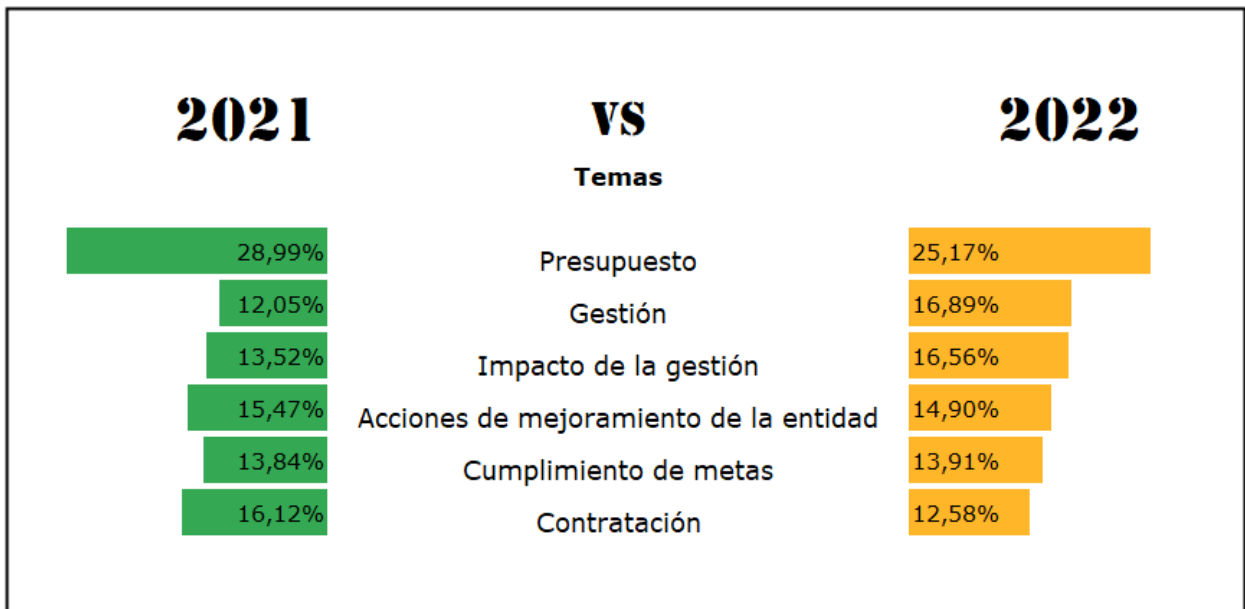 2021 VS 2022
Temas
28,99% Presupuesto 25,17%
12,05% Gestión 16,89%
13,52% Impacto de la gestión 16,56%
15,47% Acciones de mejoramiento de la entidad 14,90%
13,84% Cumplimiento de metas 13,91%
16,12% Contratación 12,58%